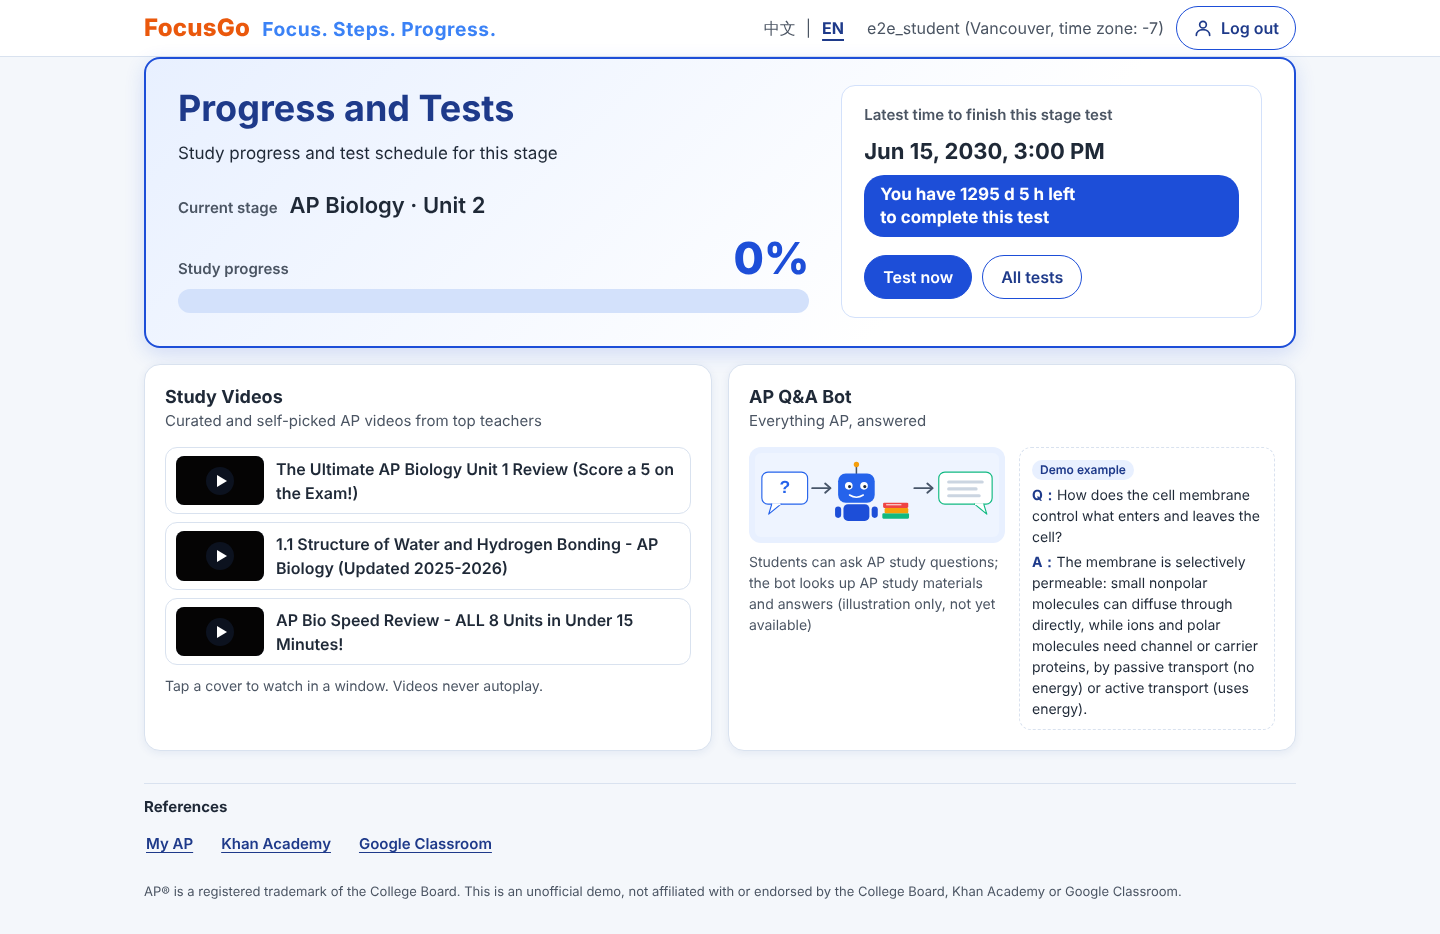 FocusGo Focus. Steps. Progress.
中文 | EN e2e_student (Vancouver, time zone: -7) Log out
Progress and Tests
Study progress and test schedule for this stage
Current stage AP Biology · Unit 2
Study progress 0%
Latest time to finish this stage test
Jun 15, 2030, 3:00 PM
You have 1295 d 5 h left
to complete this test
Test now All tests
Study Videos
Curated and self-picked AP videos from top teachers
The Ultimate AP Biology Unit 1 Review (Score a 5 on
the Exam!)
1.1 Structure of Water and Hydrogen Bonding - AP
Biology (Updated 2025-2026)
AP Bio Speed Review - ALL 8 Units in Under 15
Minutes!
Tap a cover to watch in a window. Videos never autoplay.
AP Q&A Bot
Everything AP, answered
?
Students can ask AP study questions;
the bot looks up AP study materials
and answers (illustration only, not yet
available)
Demo example
Q : How does the cell membrane
control what enters and leaves the
cell?
A : The membrane is selectively
permeable: small nonpolar
molecules can diffuse through
directly, while ions and polar
molecules need channel or carrier
proteins, by passive transport (no
energy) or active transport (uses
energy).
References
My AP Khan Academy Google Classroom
AP® is a registered trademark of the College Board. This is an unofficial demo, not affiliated with or endorsed by the College Board, Khan Academy or Google Classroom.